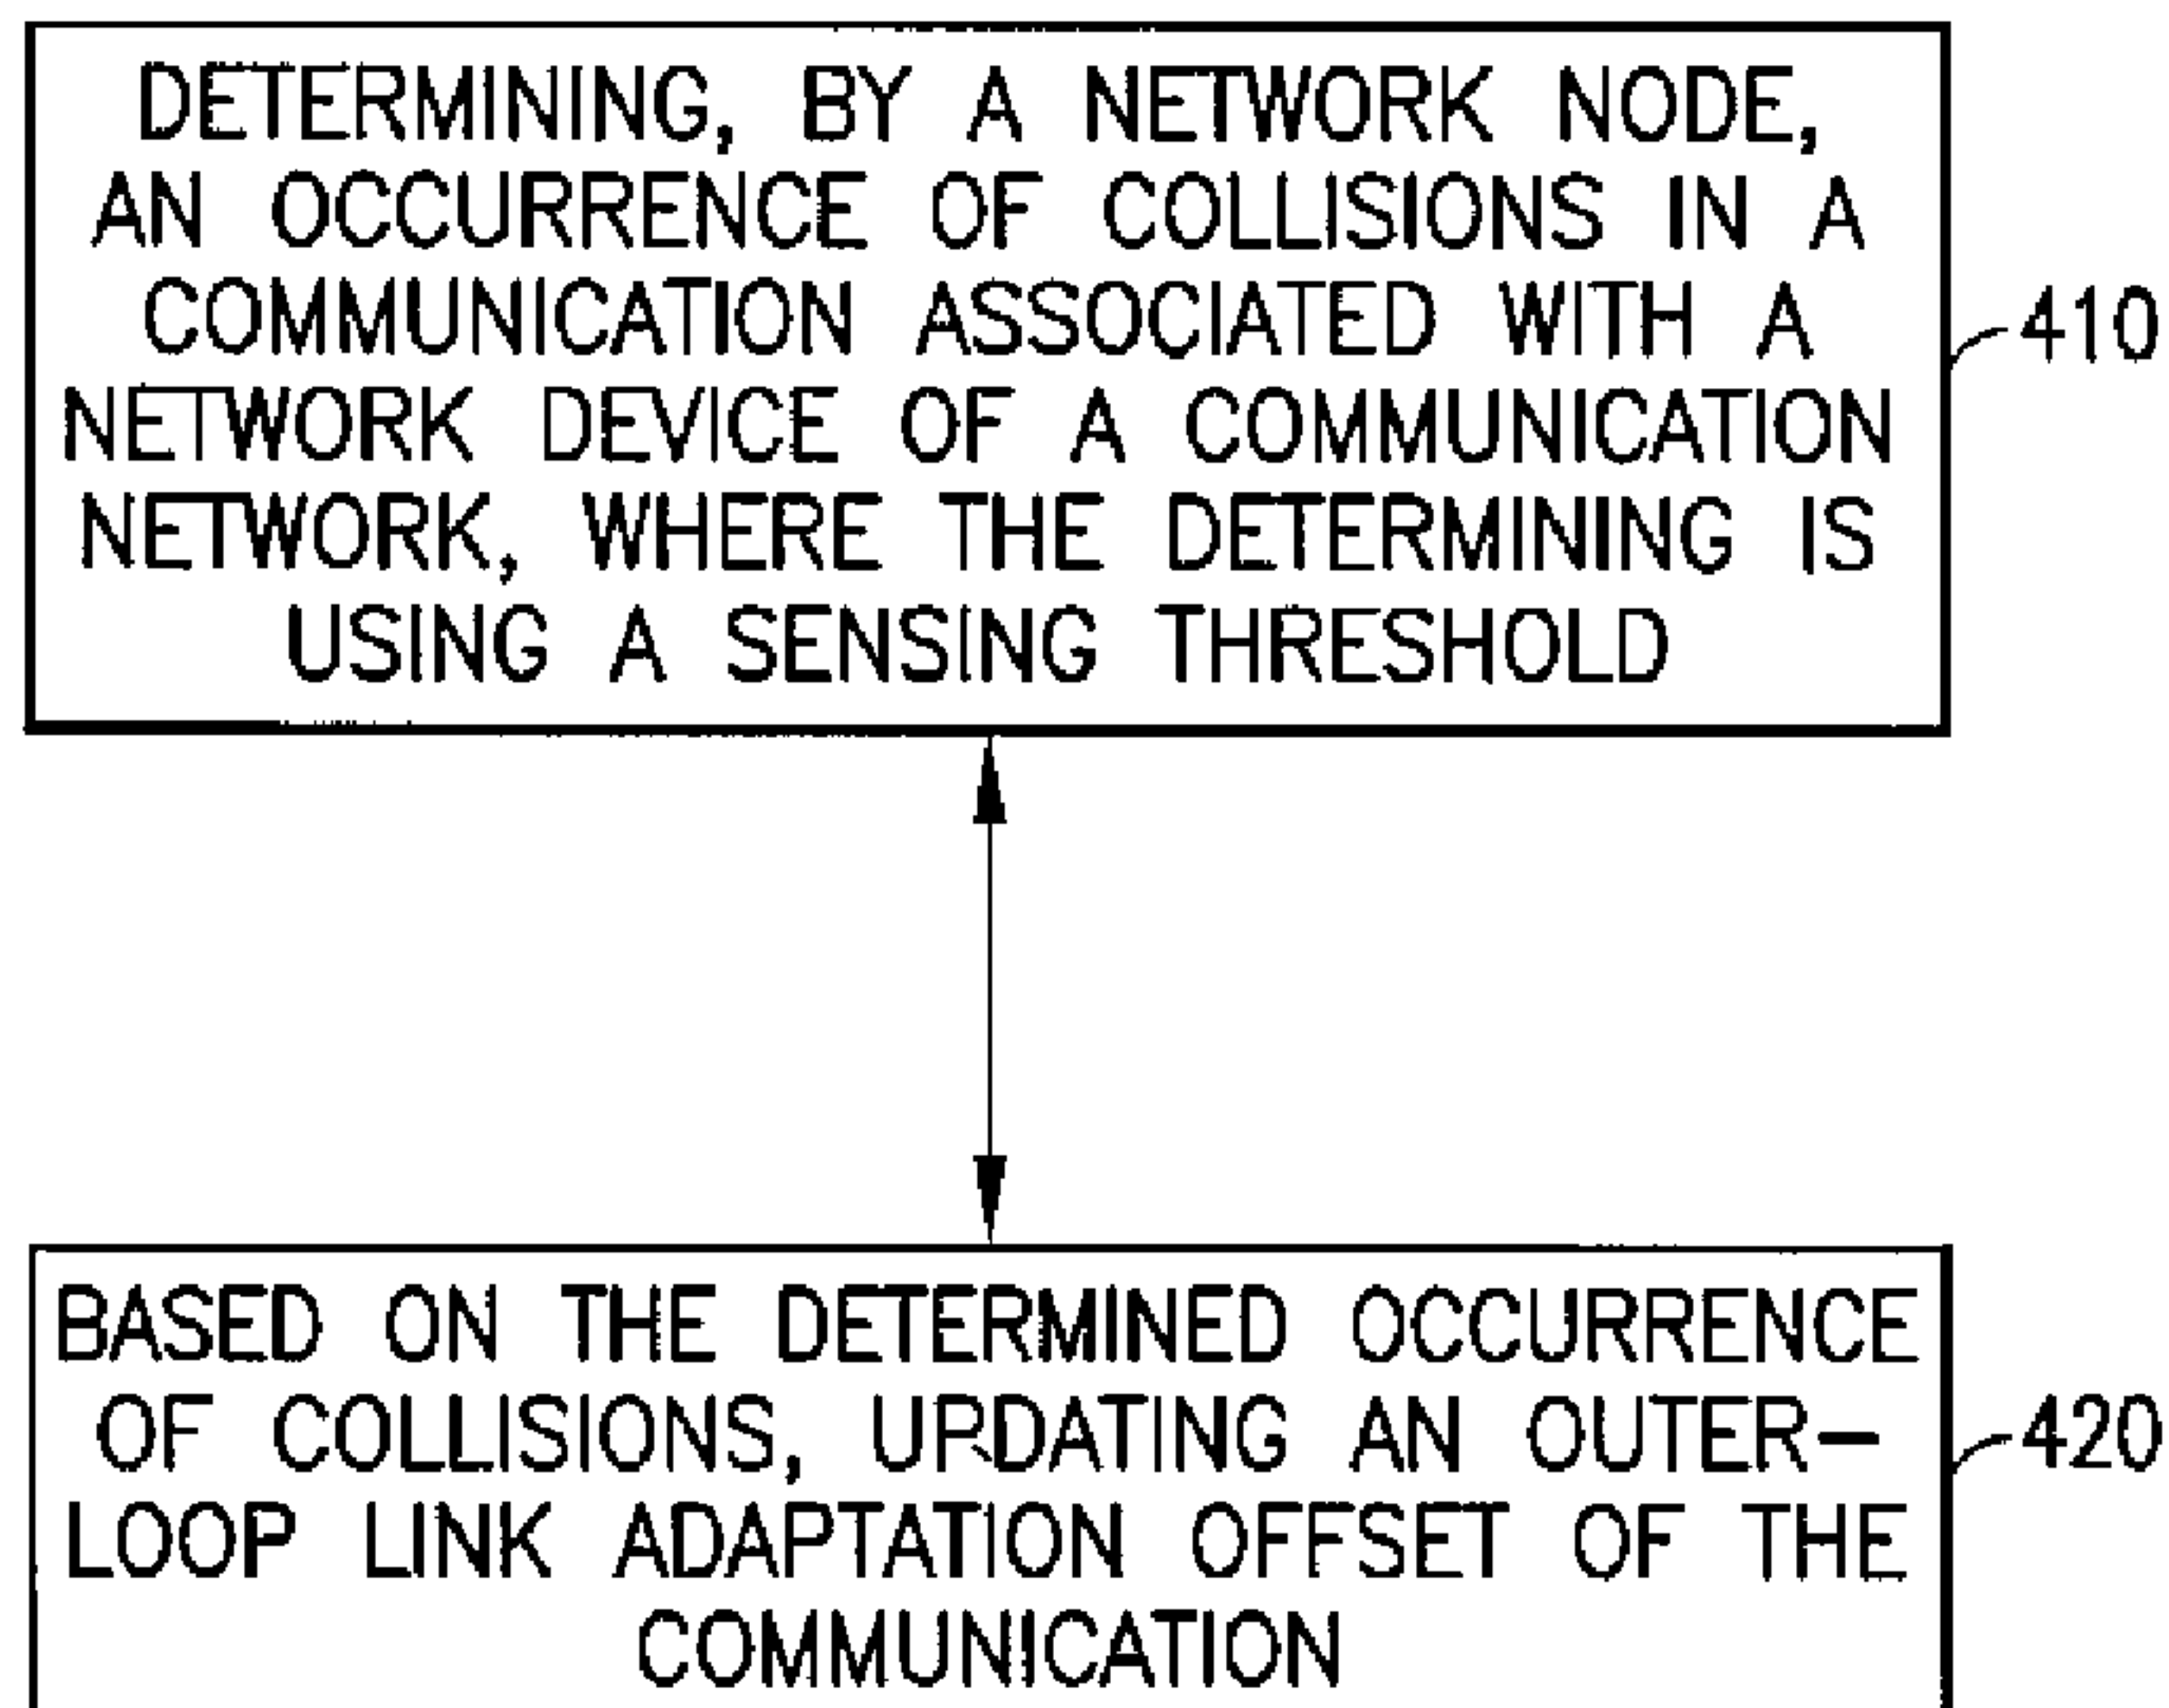 DETERMINING, BY A NETWORK NODE,
AN OCCURRENCE OF COLLISIONS IN A
COMMUNICATION ASSOCIATED WITH A
NETWORK DEVICE OF A COMMUNICATION
NETWORK, WHERE THE DETERMINING IS
USING A SENSING THRESHOLD
410
BASED ON THE DETERMINED OCCURRENCE
OF COLLISIONS, UPDATING AN OUTER-
LOOP LINK ADAPTATION OFFSET OF THE
COMMUNICATION
420